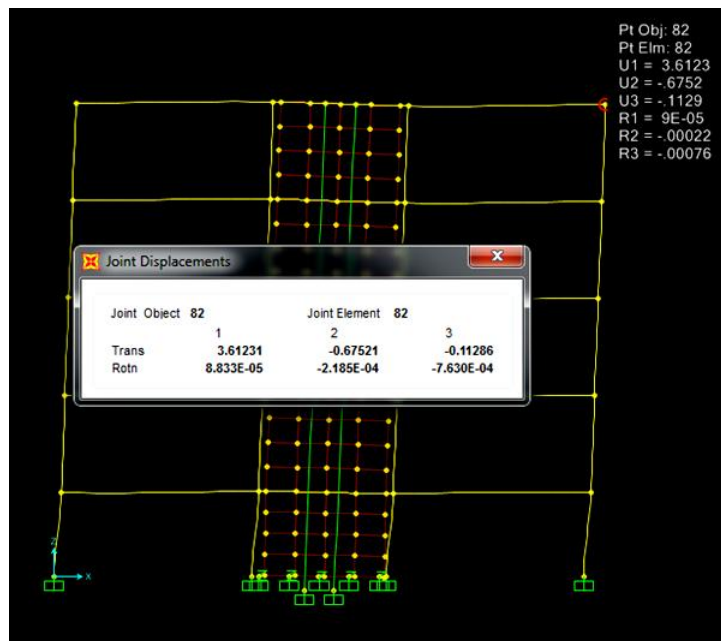 Pt Obj: 82
Pt Elm: 82
U1 = 3.6123
U2 = -.6752
U3 = -.1129
R1 = 9E-05
R2 = -.00022
R3 = -.00076
Joint Displacements
Joint Object 82 Joint Element 82
1 2 3
Trans 3.61231 -0.67521 -0.11286
Rotn 8.833E-05 -2.185E-04 -7.630E-04
Z
X